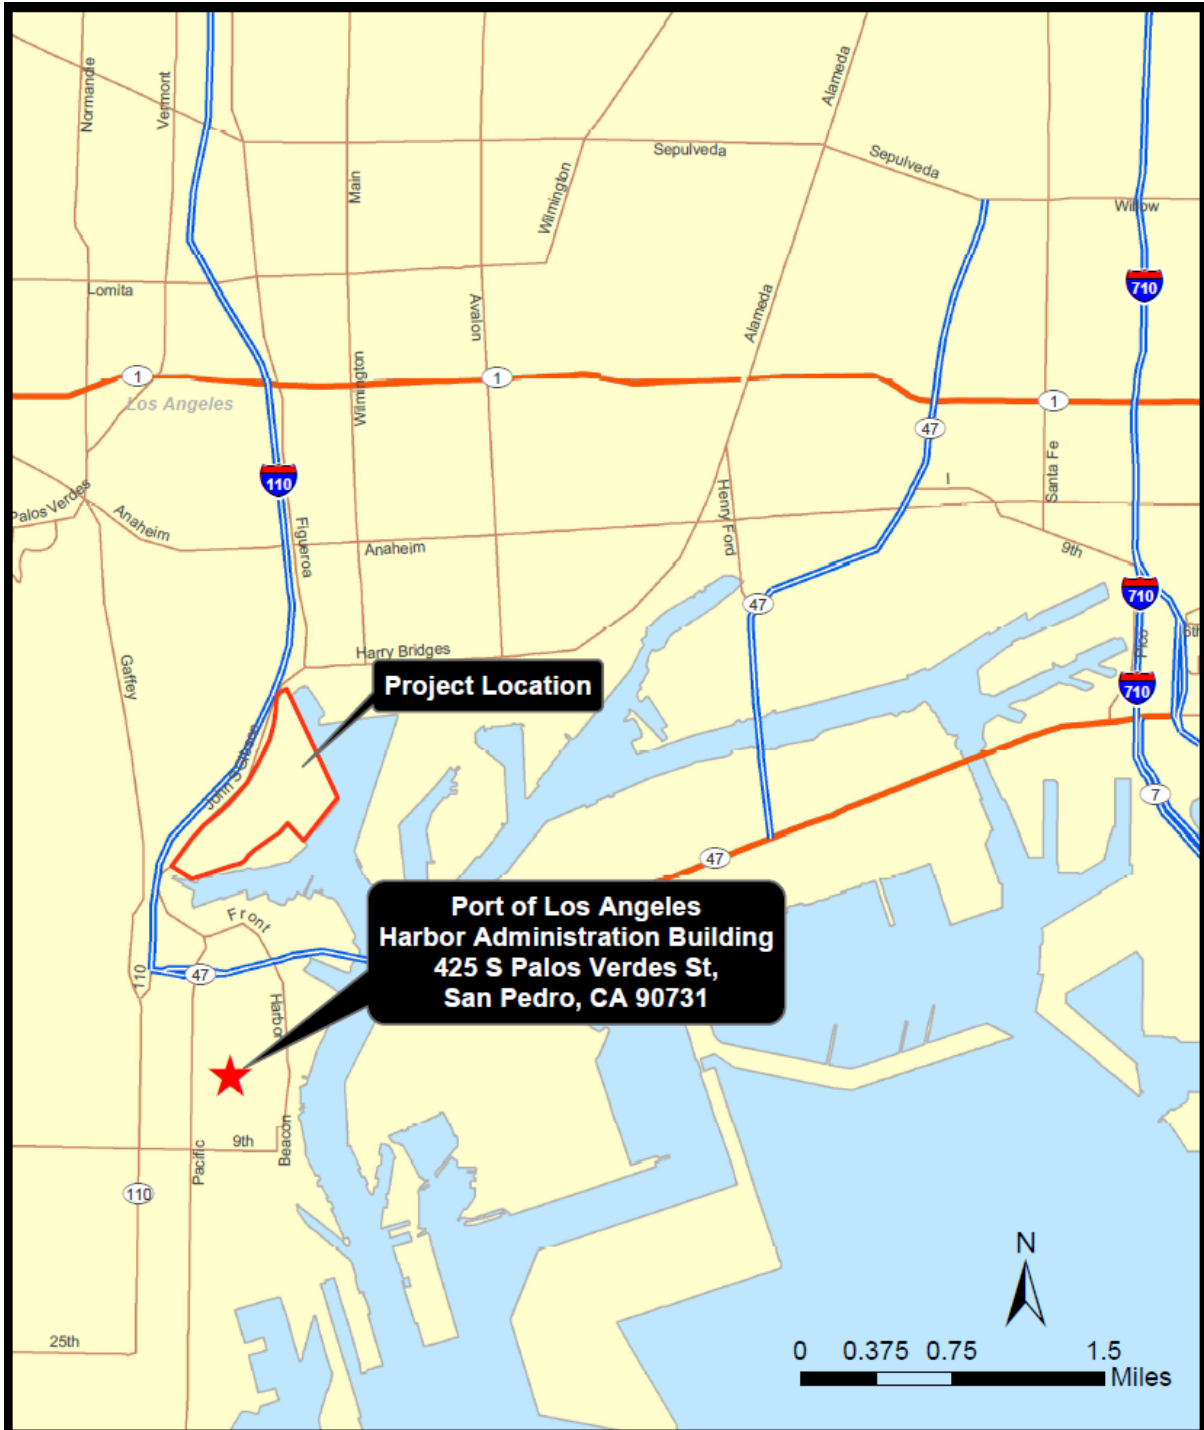 Normandie
Vermont
Main
Wilmington
Alameda
Sepulveda
Sepulveda
Willow
710
Lomita
Avalon
Alameda
1
1
1
Los Angeles
Wilmington
47
110
Santa Fe
Palos Verdes
Anaheim
Figueroa
Anaheim
Henry Ford
I
9th
47
710
6th
Pico
Harry Bridges
Gaffey
Project Location
710
John S Gibson
7
47
Port of Los Angeles
Harbor Administration Building
425 S Palos Verdes St,
San Pedro, CA 90731
Front
110
47
Harbor
9th
Beacon
Pacific
110
N
25th
0 0.375 0.75 1.5
Miles